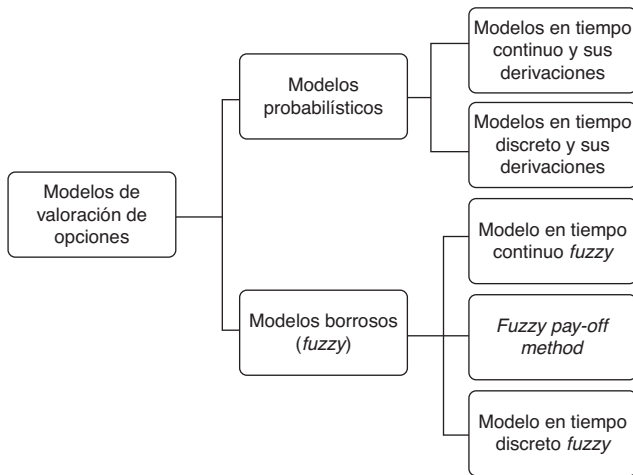 Modelos de
valoración de
opciones
Modelos
probabilísticos
Modelos en tiempo
continuo y sus
derivaciones
Modelos en tiempo
discreto y sus
derivaciones
Modelos borrosos
(fuzzy)
Modelo en tiempo
continuo fuzzy
Fuzzy pay-off
method
Modelo en tiempo
discreto fuzzy